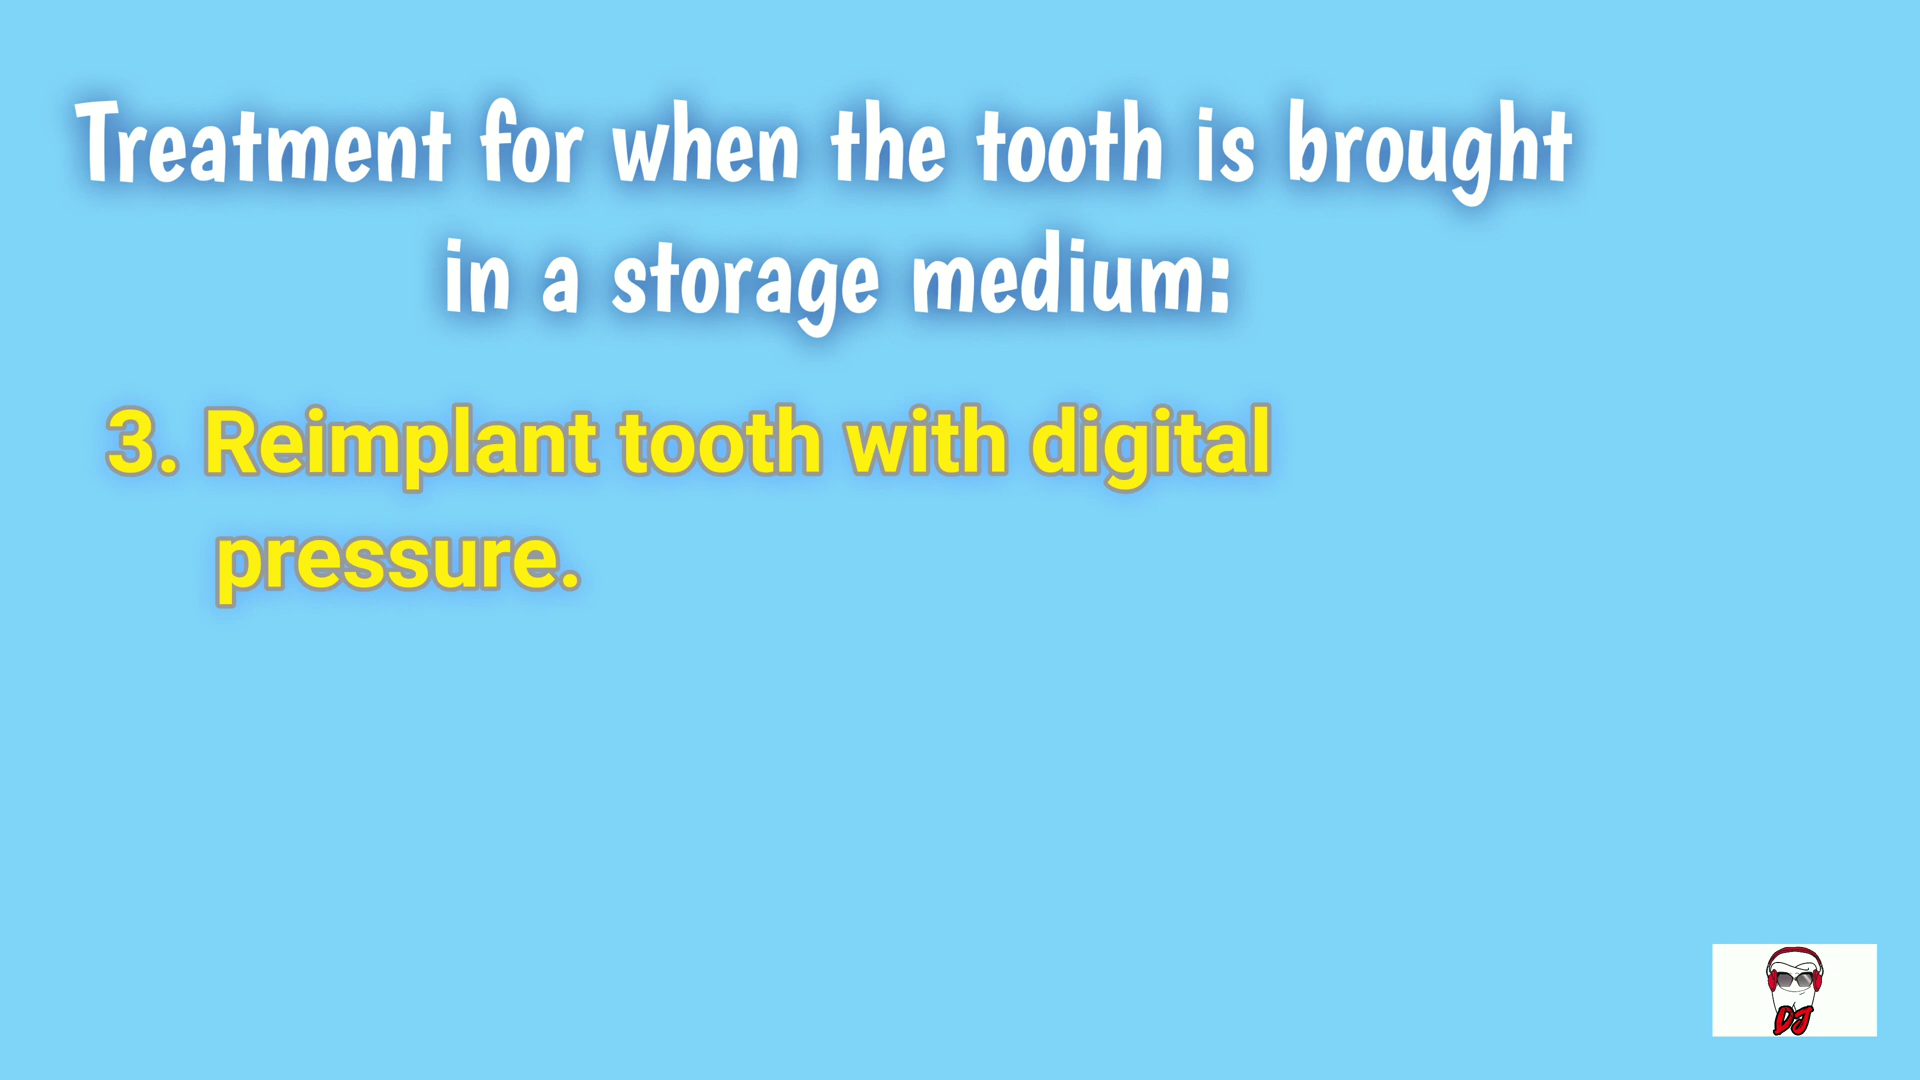 Treatment for when the tooth is brought
in a storage medium:
3. Reimplant tooth with digital
pressure.
DJ